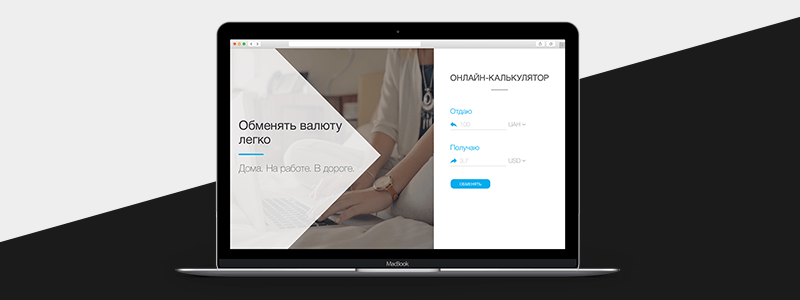 Обменять валюту
легко
Дома. На работе. В дороге.
ОНЛАЙН-КАЛЬКУЛЯТОР
Отдаю
100
UAH
Получаю
3,7
USD
ОБМЕНЯТЬ
MacBook